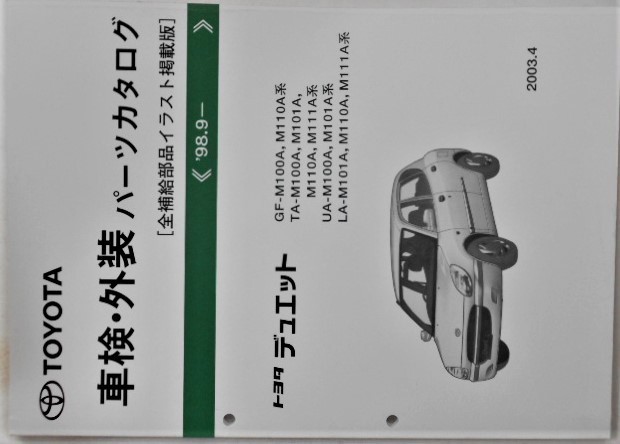 TOYOTA
車検・外装 パーツカタログ
[全補給部品イラスト掲載版]
《 '98.9ー 》
トヨタ デュエット
GF-M100A, M110A系
TA-M100A, M101A,
M110A, M111A系
UA-M100A, M101A系
LA-M101A, M110A, M111A系
2003.4